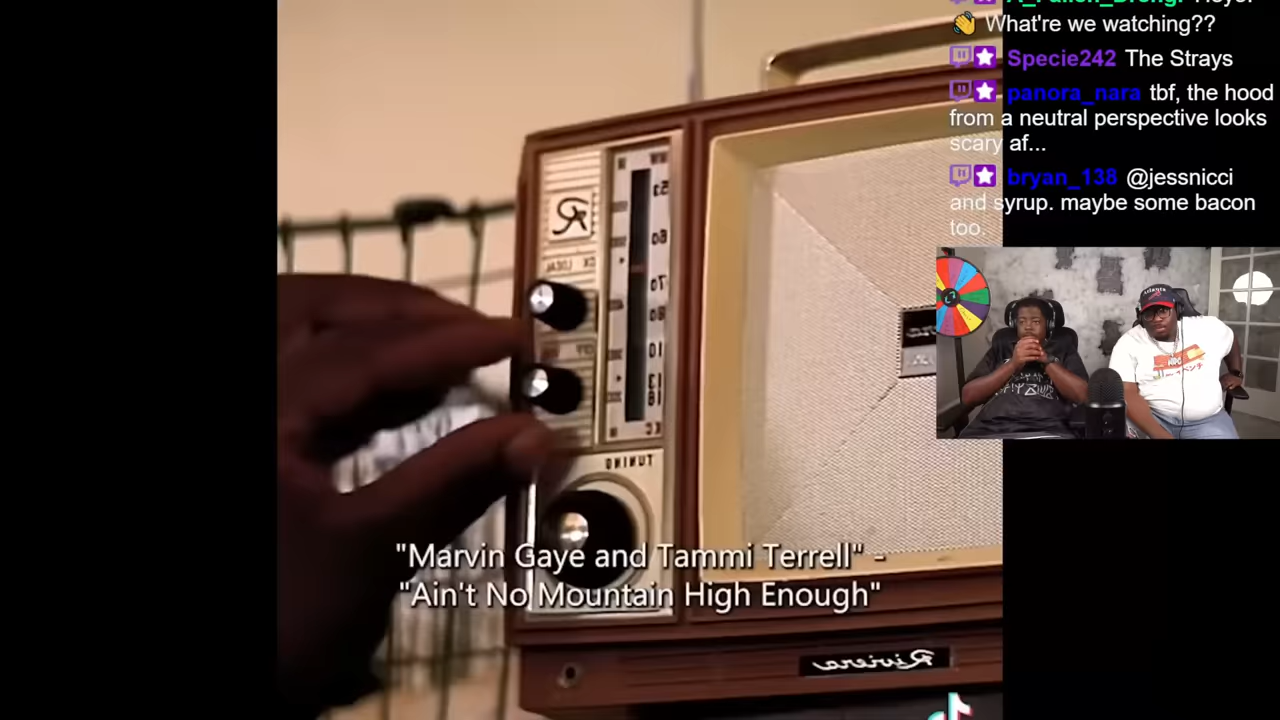 What're we watching??
Specie242 The Strays
panora_nara tbf, the hood
from a neutral perspective looks
scary af...
bryan_138 @jessnicci
and syrup. maybe some bacon
too.
TUNING
"Marvin Gaye and Tammi Terrell" -
"Ain't No Mountain High Enough"
Riviera